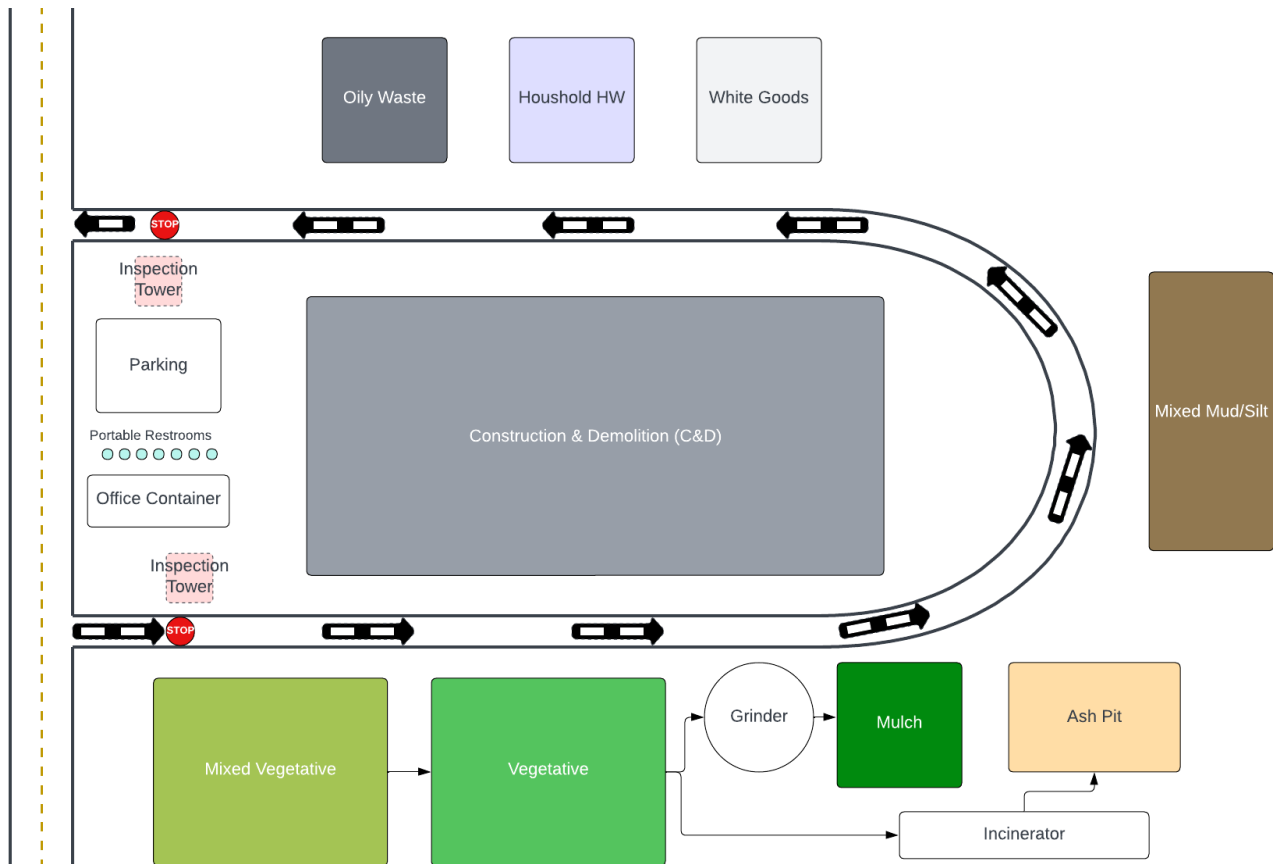 Oily Waste
Houshold HW
White Goods
STOP
Inspection
Tower
Parking
Portable Restrooms
Office Container
Construction & Demolition (C&D)
Mixed Mud/Silt
Inspection
Tower
STOP
Mixed Vegetative
Vegetative
Grinder
Mulch
Ash Pit
Incinerator